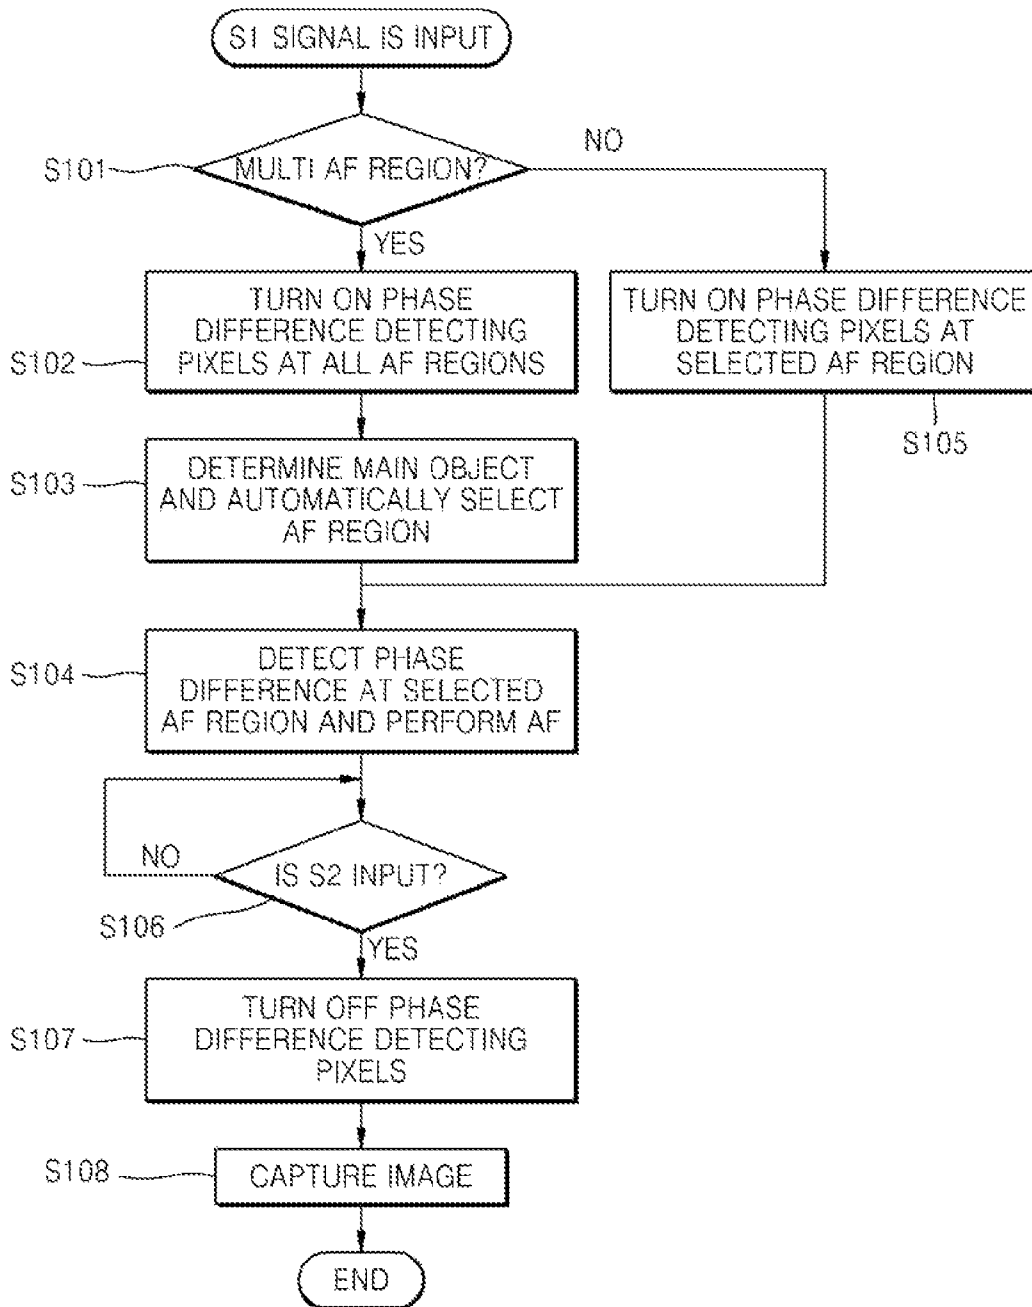 S1 SIGNAL IS INPUT
S101
MULTI AF REGION?
NO
YES
S102
TURN ON PHASE
DIFFERENCE DETECTING
PIXELS AT ALL AF REGIONS
TURN ON PHASE DIFFERENCE
DETECTING PIXELS AT
SELECTED AF REGION
S105
S103
DETERMINE MAIN OBJECT
AND AUTOMATICALLY SELECT
AF REGION
S104
DETECT PHASE
DIFFERENCE AT SELECTED
AF REGION AND PERFORM AF
NO
IS S2 INPUT?
S106
YES
S107
TURN OFF PHASE
DIFFERENCE DETECTING
PIXELS
S108
CAPTURE IMAGE
END